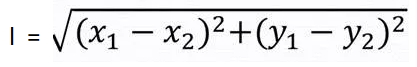 l = √(x₁ − x₂)²+(y₁ − y₂)²